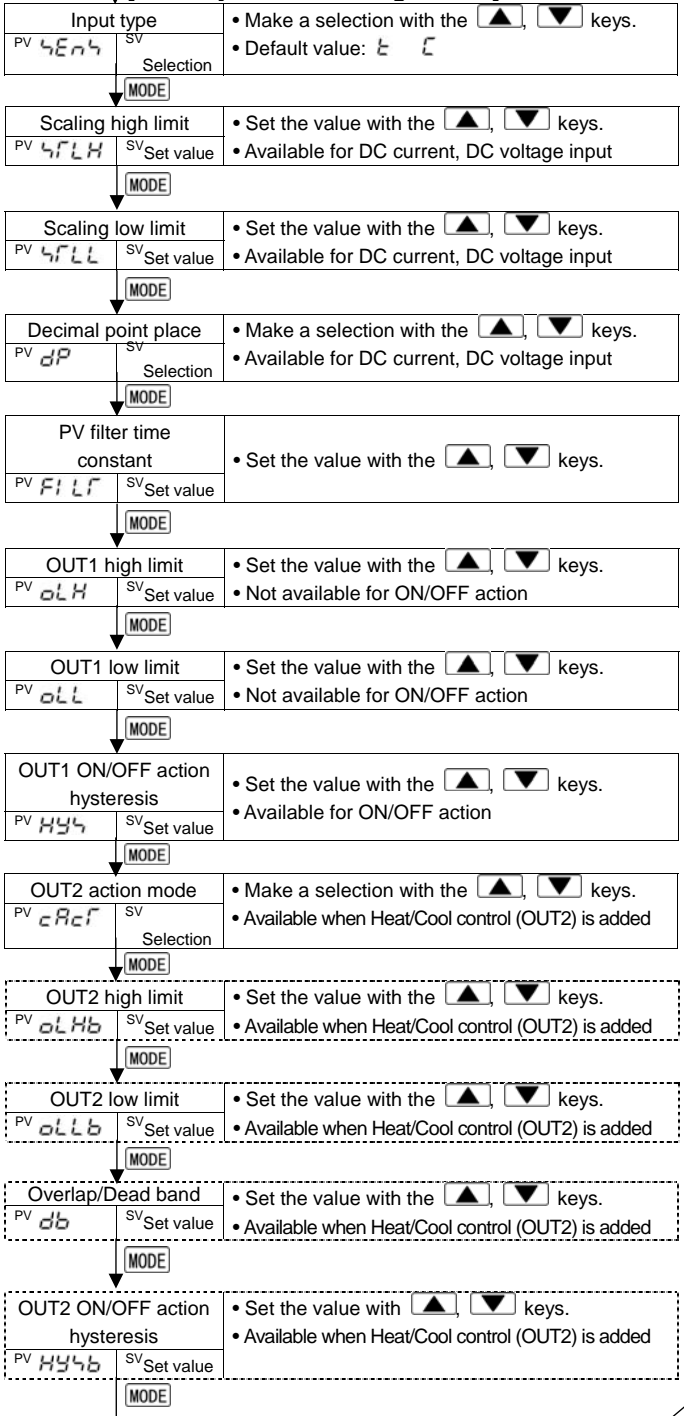 Input type
• Make a selection with the ▲, ▼ keys.
PV SEnS SV Selection
• Default value: E C
MODE
Scaling high limit
• Set the value with the ▲, ▼ keys.
PV STLH SV Set value
• Available for DC current, DC voltage input
MODE
Scaling low limit
• Set the value with the ▲, ▼ keys.
PV STLL SV Set value
• Available for DC current, DC voltage input
MODE
Decimal point place
• Make a selection with the ▲, ▼ keys.
PV dP SV Selection
• Available for DC current, DC voltage input
MODE
PV filter time
constant
• Set the value with the ▲, ▼ keys.
PV FILT SV Set value
MODE
OUT1 high limit
• Set the value with the ▲, ▼ keys.
PV oLH SV Set value
• Not available for ON/OFF action
MODE
OUT1 low limit
• Set the value with the ▲, ▼ keys.
PV oLL SV Set value
• Not available for ON/OFF action
MODE
OUT1 ON/OFF action
hysteresis
• Set the value with the ▲, ▼ keys.
PV HYS SV Set value
• Available for ON/OFF action
MODE
OUT2 action mode
• Make a selection with the ▲, ▼ keys.
PV cAcT SV Selection
• Available when Heat/Cool control (OUT2) is added
MODE
OUT2 high limit
• Set the value with the ▲, ▼ keys.
PV oLHb SV Set value
• Available when Heat/Cool control (OUT2) is added
MODE
OUT2 low limit
• Set the value with the ▲, ▼ keys.
PV oLLb SV Set value
• Available when Heat/Cool control (OUT2) is added
MODE
Overlap/Dead band
• Set the value with the ▲, ▼ keys.
PV db SV Set value
• Available when Heat/Cool control (OUT2) is added
MODE
OUT2 ON/OFF action
hysteresis
• Set the value with ▲, ▼ keys.
• Available when Heat/Cool control (OUT2) is added
PV HYSb SV Set value
MODE